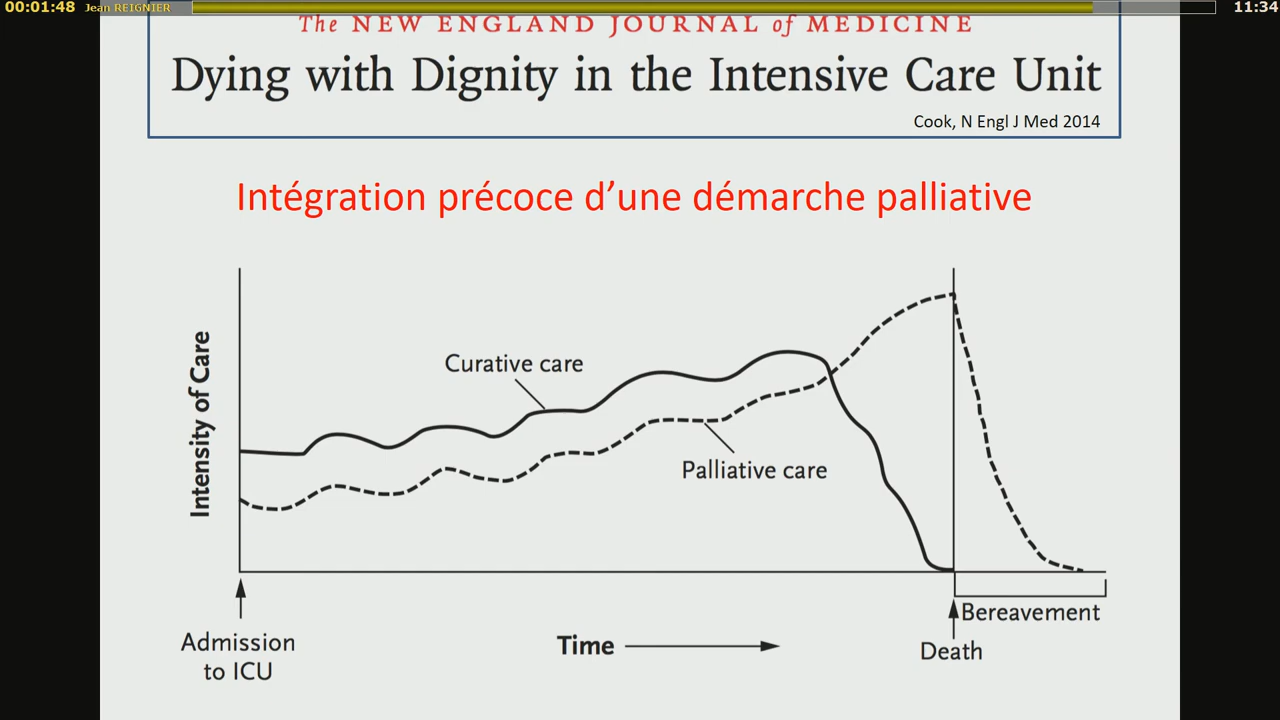 00:01:48 Jean REIGNIER 11:34
The NEW ENGLAND JOURNAL of MEDICINE
Dying with Dignity in the Intensive Care Unit
Cook, N Engl J Med 2014
Intégration précoce d’une démarche palliative
Intensity of Care
Curative care
Palliative care
Bereavement
Admission
to ICU
Time
Death